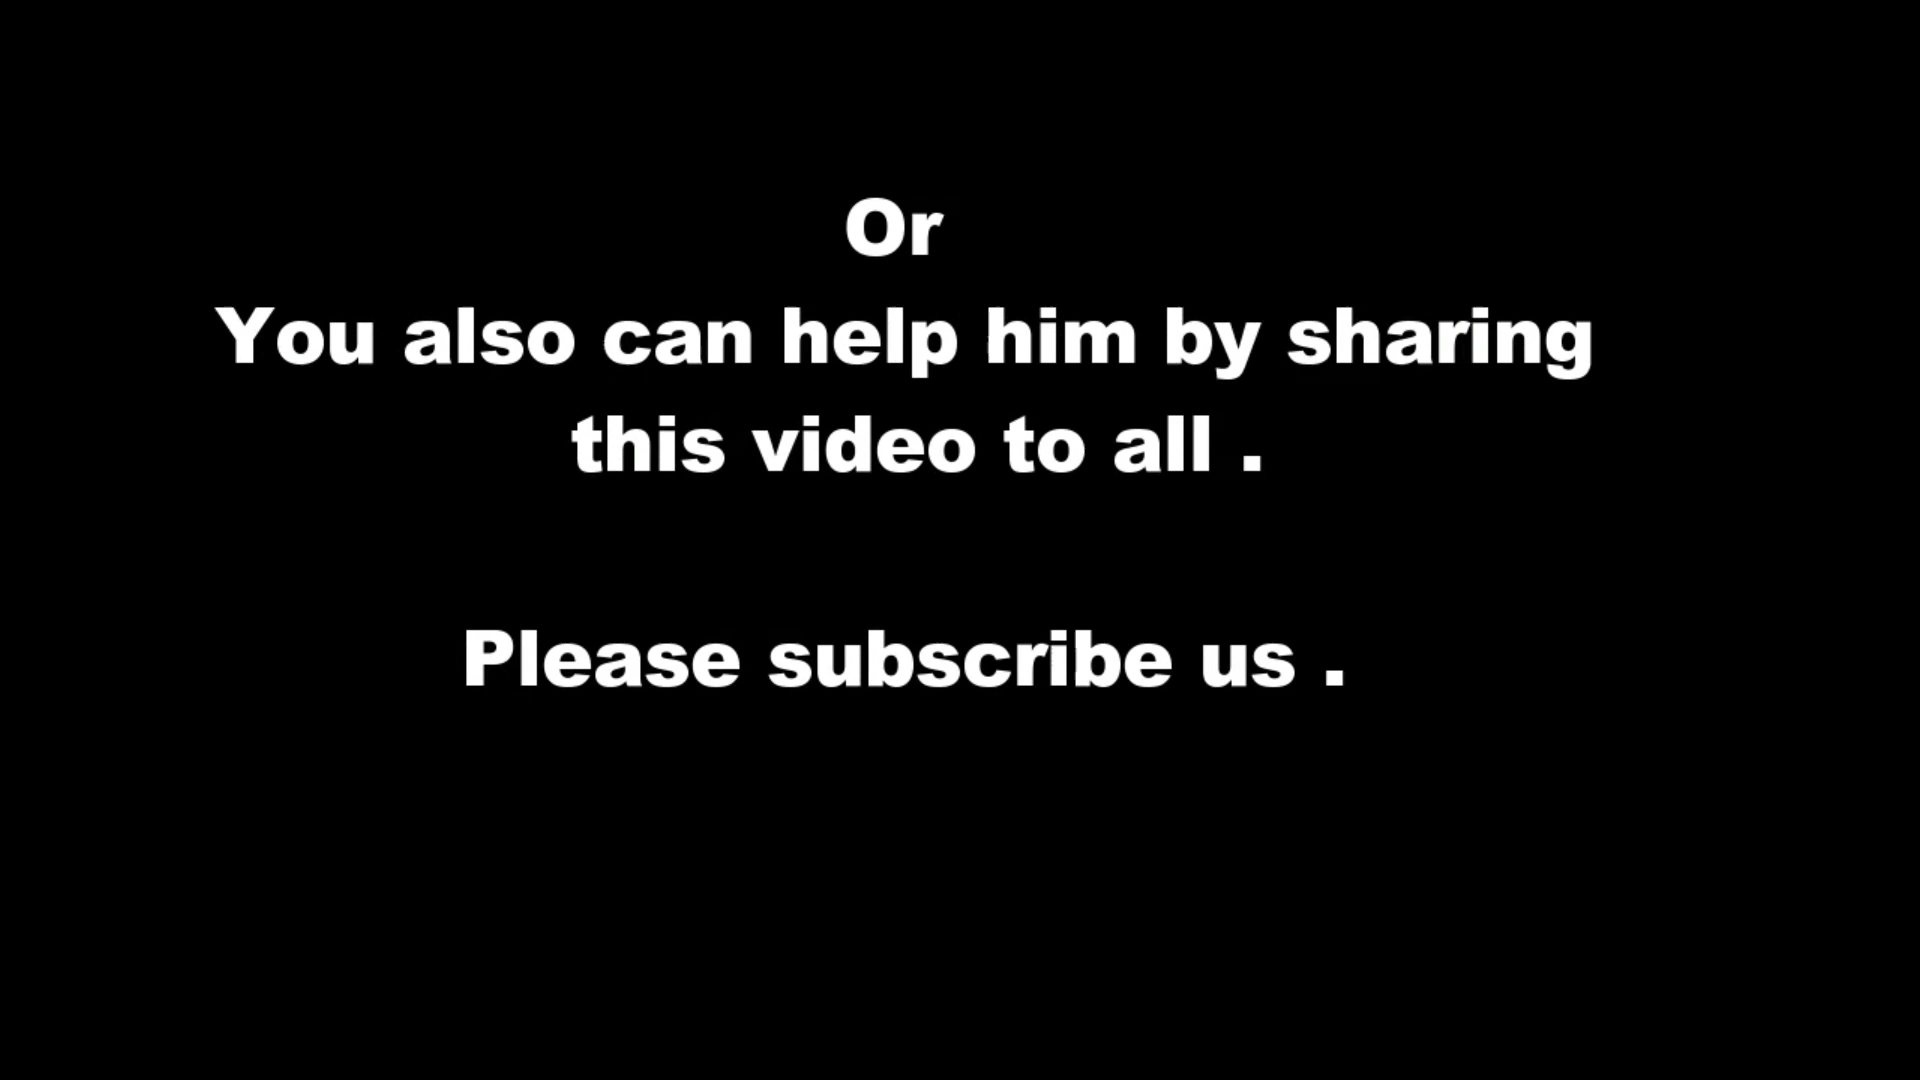 Or
You also can help him by sharing
this video to all .
Please subscribe us .